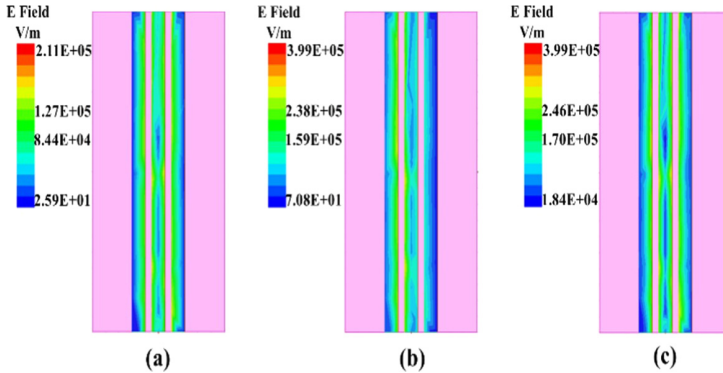 E Field
V/m
2.11E+05
1.27E+05
8.44E+04
2.59E+01
(a)
E Field
V/m
3.99E+05
2.38E+05
1.59E+05
7.08E+01
(b)
E Field
V/m
3.99E+05
2.46E+05
1.70E+05
1.84E+04
(c)